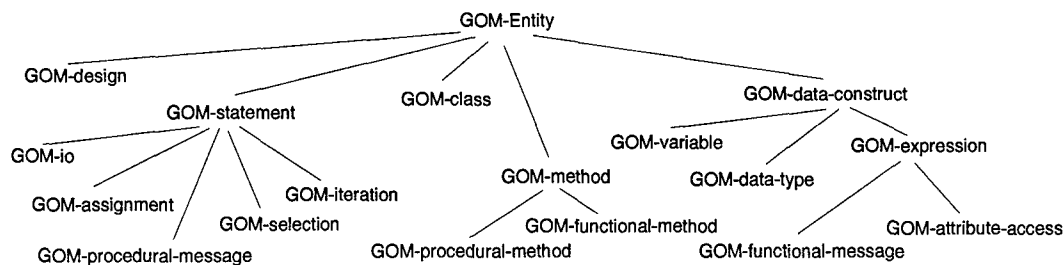 GOM-Entity
GOM-design
GOM-class
GOM-data-construct
GOM-statement
GOM-variable
GOM-expression
GOM-io
GOM-method
GOM-data-type
GOM-iteration
GOM-assignment
GOM-selection
GOM-functional-method
GOM-attribute-access
GOM-procedural-message
GOM-procedural-method
GOM-functional-message